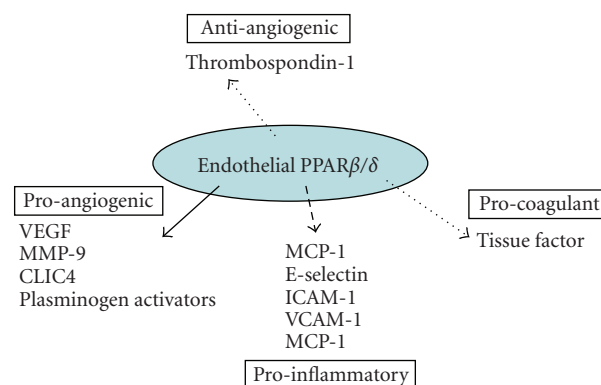 Anti-angiogenic
Thrombospondin-1
Endothelial PPARβ/δ
Pro-angiogenic
VEGF
MMP-9
CLIC4
Plasminogen activators
MCP-1
E-selectin
ICAM-1
VCAM-1
MCP-1
Pro-inflammatory
Pro-coagulant
Tissue factor